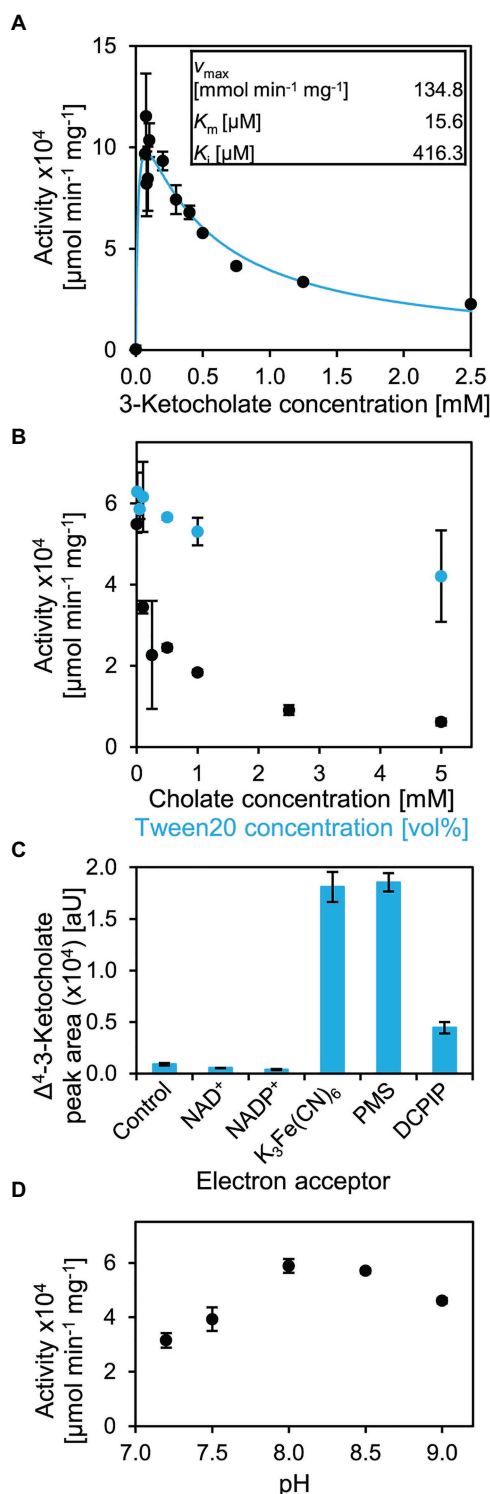 A
15
10
5
0
Activity x10⁴
[µmol min⁻¹ mg⁻¹]
v_max
[mmol min⁻¹ mg⁻¹] 134.8
K_m [µM] 15.6
K_i [µM] 416.3
0.0 0.5 1.0 1.5 2.0 2.5
3-Ketocholate concentration [mM]
B
6
4
2
0
Activity x10⁴
[µmol min⁻¹ mg⁻¹]
0 1 2 3 4 5
Cholate concentration [mM]
Tween20 concentration [vol%]
C
2.0
1.5
1.0
0.5
0.0
Δ⁴-3-Ketocholate
peak area (x10⁴) [aU]
Control
NAD⁺
NADP⁺
K₃Fe(CN)₆
PMS
DCPIP
Electron acceptor
D
6
4
2
0
Activity x10⁴
[µmol min⁻¹ mg⁻¹]
7.0 7.5 8.0 8.5 9.0
pH